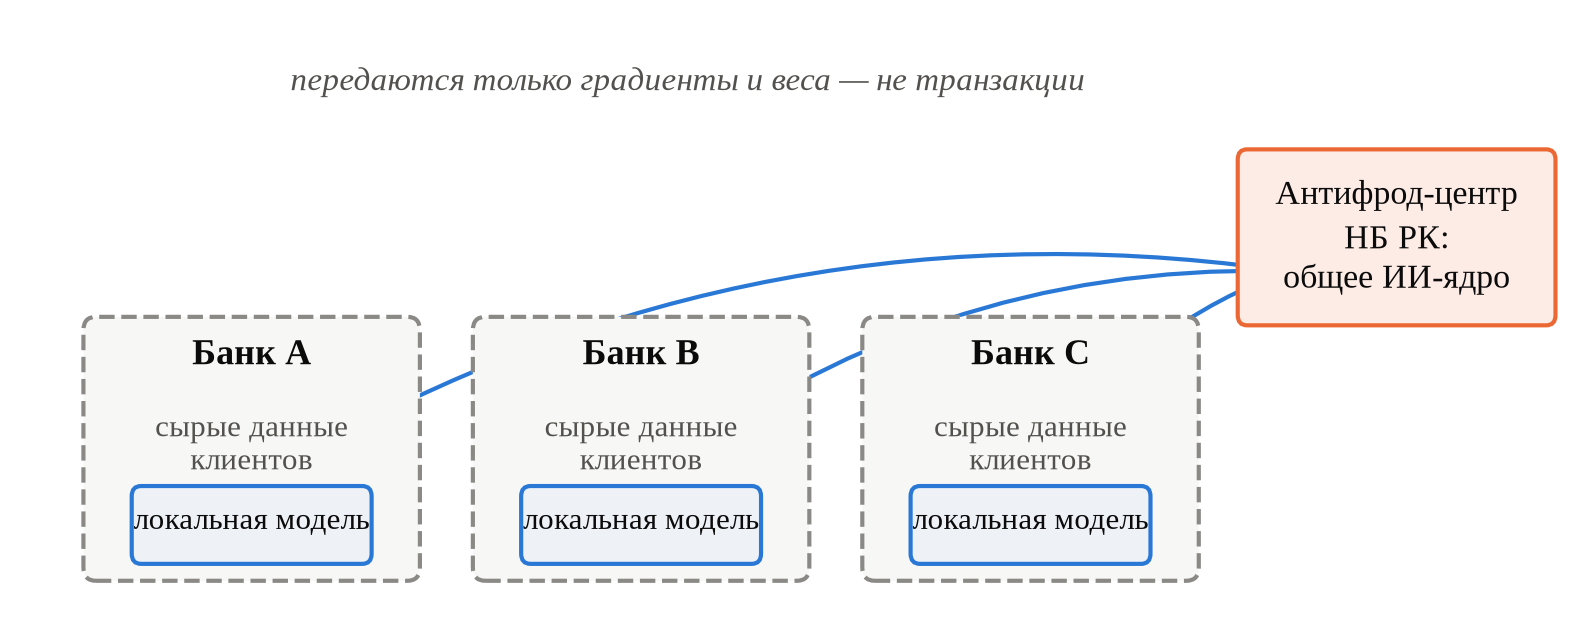 передаются только градиенты и веса — не транзакции
Антифрод-центр
НБ РК:
общее ИИ-ядро
Банк A
сырые данные
клиентов
локальная модель
Банк B
сырые данные
клиентов
локальная модель
Банк C
сырые данные
клиентов
локальная модель